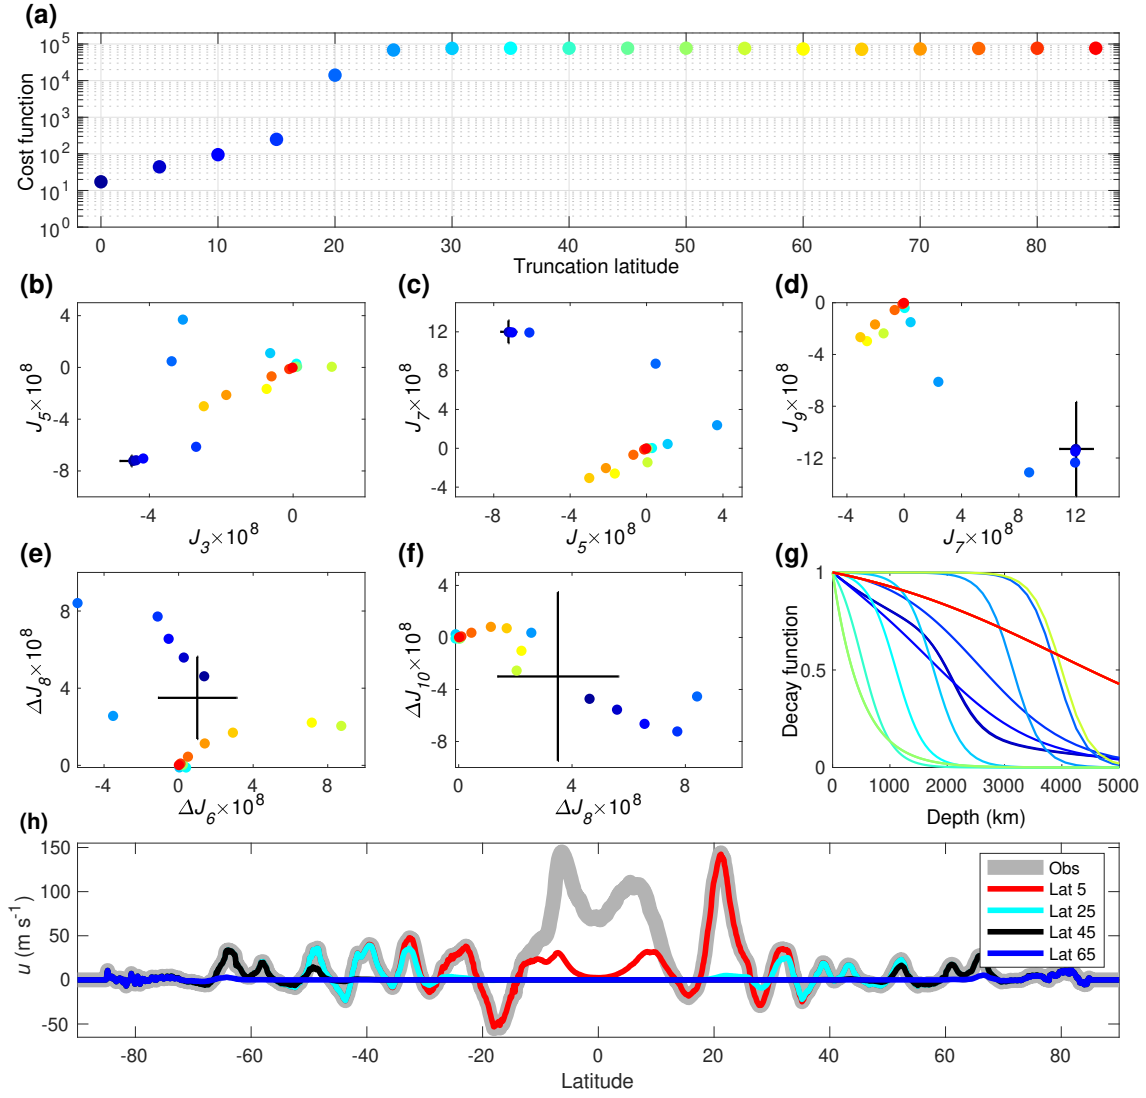 (a)
Cost function
10^5
10^4
10^3
10^2
10^1
10^0
0 10 20 30 40 50 60 70 80
Truncation latitude
(b) (c) (d)
J_5×10^8
4
0
-4
-8
-4 0
J_3×10^8
J_7×10^8
12
8
4
0
-4
-8 -4 0 4
J_5×10^8
J_9×10^8
0
-4
-8
-12
-4 0 4 8 12
J_7×10^8
(e) (f) (g)
ΔJ_8×10^8
8
4
0
-4 0 4 8
ΔJ_6×10^8
ΔJ_10×10^8
4
0
-4
-8
0 4 8
ΔJ_8×10^8
Decay function
1
0.5
0
0 1000 2000 3000 4000 5000
Depth (km)
(h)
u (m s^-1)
150
100
50
0
-50
Obs
Lat 5
Lat 25
Lat 45
Lat 65
-80 -60 -40 -20 0 20 40 60 80
Latitude